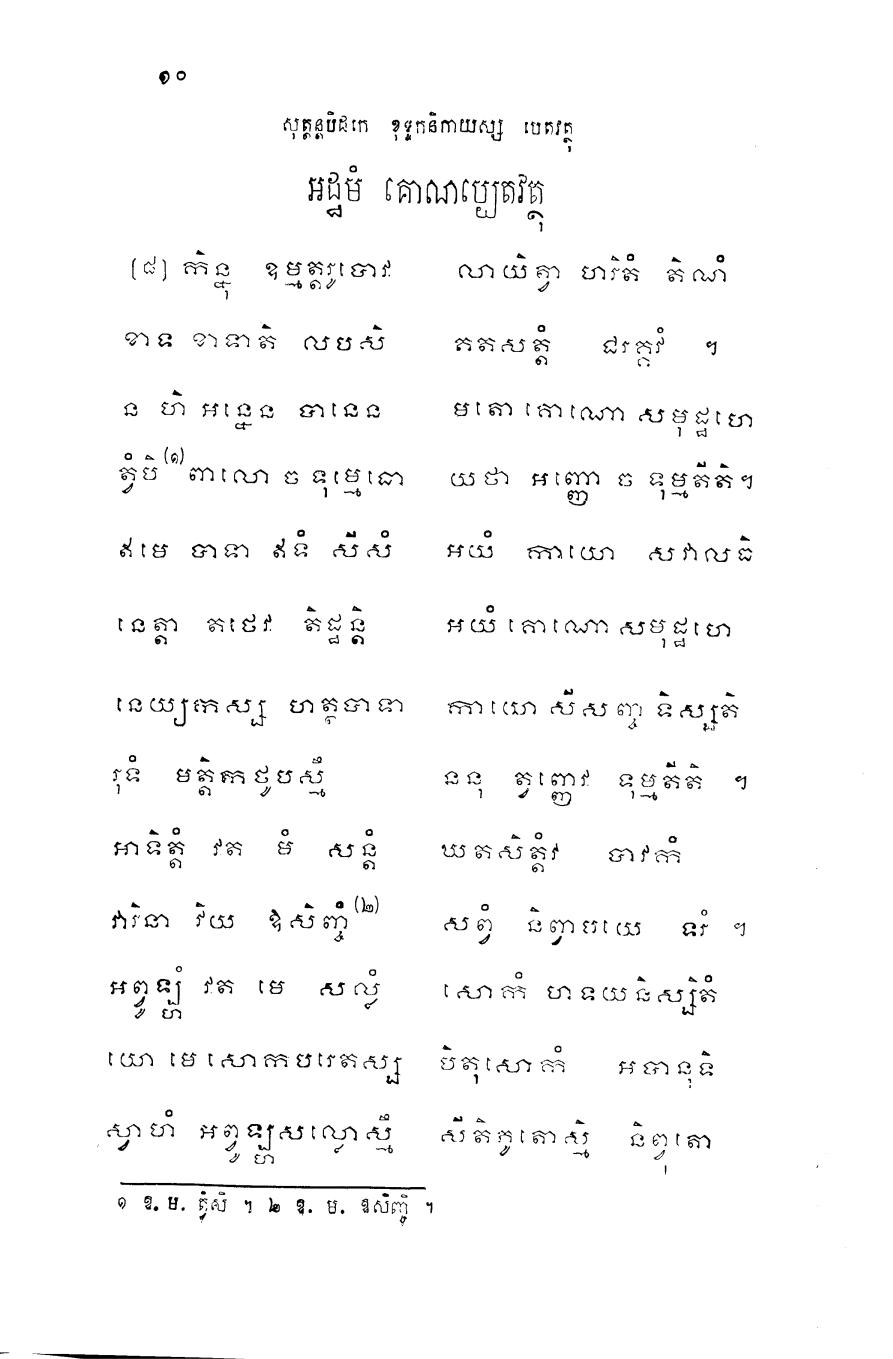 ១០
សុត្តន្តបិដកេ ខុទ្ទកនិកាយស្ស បេតវត្ថុ
អដ្ឋមំ គោណប្បេតវត្ថុ
(៨) កិន្នុ ឧម្មត្តរូបោវ លាយិត្វា ហរិតំ តិណំ
ខាទ ខាទាតិ លបសិ គតសត្តំ ជរគ្គវំ ។
ន ហិ អន្នេន បានេន មតោ គោណោ សមុដ្ឋហេ
ត្វំបិ(១) ពាលោ ច ទុម្មេធោ យថា អញ្ញោ ច ទុម្មតីតិ។
ឥមេ បាទា ឥទំ សីសំ អយំ កាយោ សវាលធិ
នេត្តា តថេវ តិដ្ឋន្តិ អយំ គោណោ សមុដ្ឋហេ
នេយ្យកស្ស ហត្ថបាទា កាយោ សីសញ្ច ទិស្សតិ
រុទំ មត្តិកថូបស្មឹ ននុ ត្វញ្ញេវ ទុម្មតីតិ ។
អាទិត្តំ វត មំ សន្តំ ឃតសិត្តំវ បាវកំ
វារិនា វិយ ឱសិញ្ចំ(២) សព្វំ និព្វាបយេ ទរំ ។
អព្វូឡ្ហំ វត មេ សល្លំ សោកំ ហទយនិស្សិតំ
យោ មេ សោកបរេតស្ស បិតុសោកំ អបានុទិ
ស្វាហំ អព្វូឡ្ហសល្លោស្មឹ សីតិភូតោស្មិ និព្វុតោ
១ ឧ. ម. ត្វំសិ ។ ២ ឧ. ម. ឱសិញ្ចិ ។